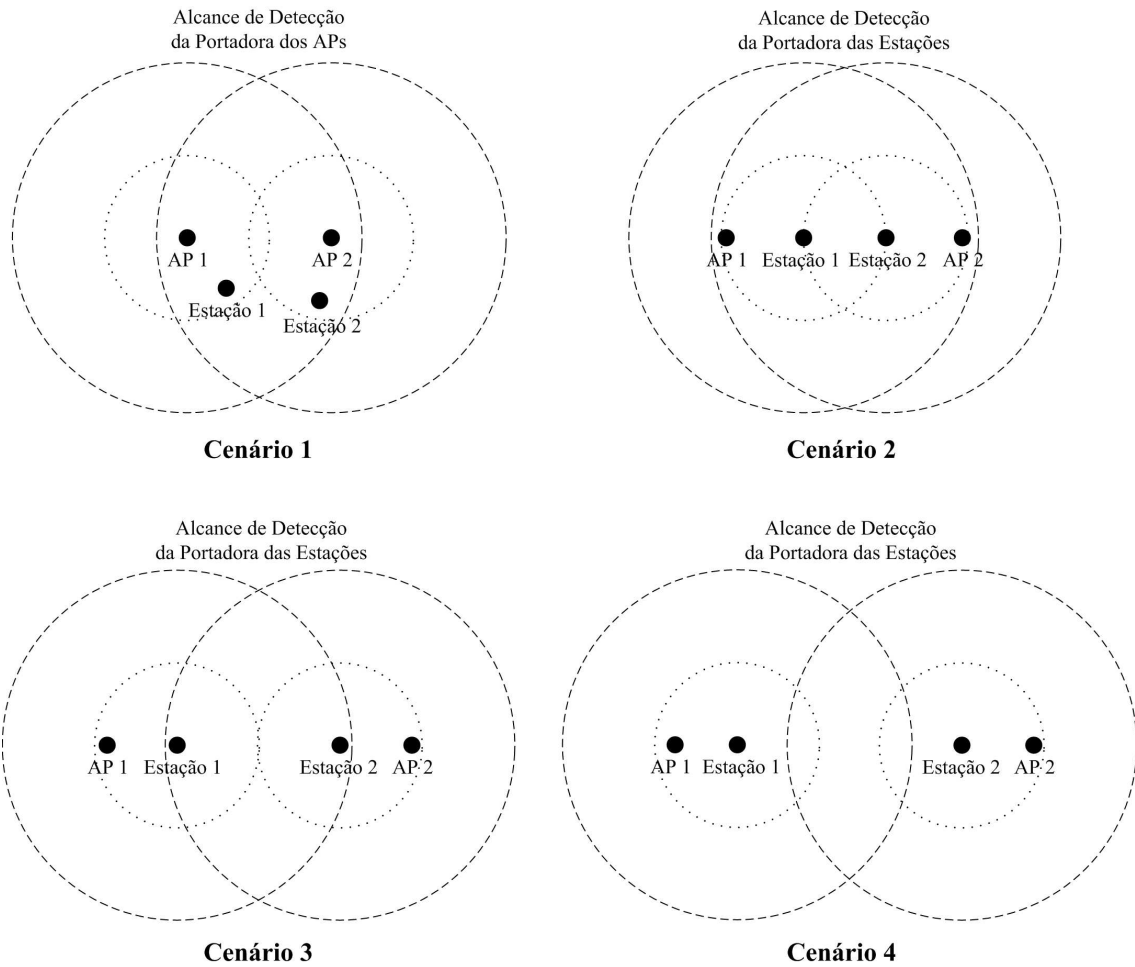 Alcance de Detecção
da Portadora dos APs
AP 1
AP 2
Estação 1
Estação 2
Cenário 1
Alcance de Detecção
da Portadora das Estações
AP 1
Estação 1
Estação 2
AP 2
Cenário 2
Alcance de Detecção
da Portadora das Estações
AP 1
Estação 1
Estação 2
AP 2
Cenário 3
Alcance de Detecção
da Portadora das Estações
AP 1
Estação 1
Estação 2
AP 2
Cenário 4